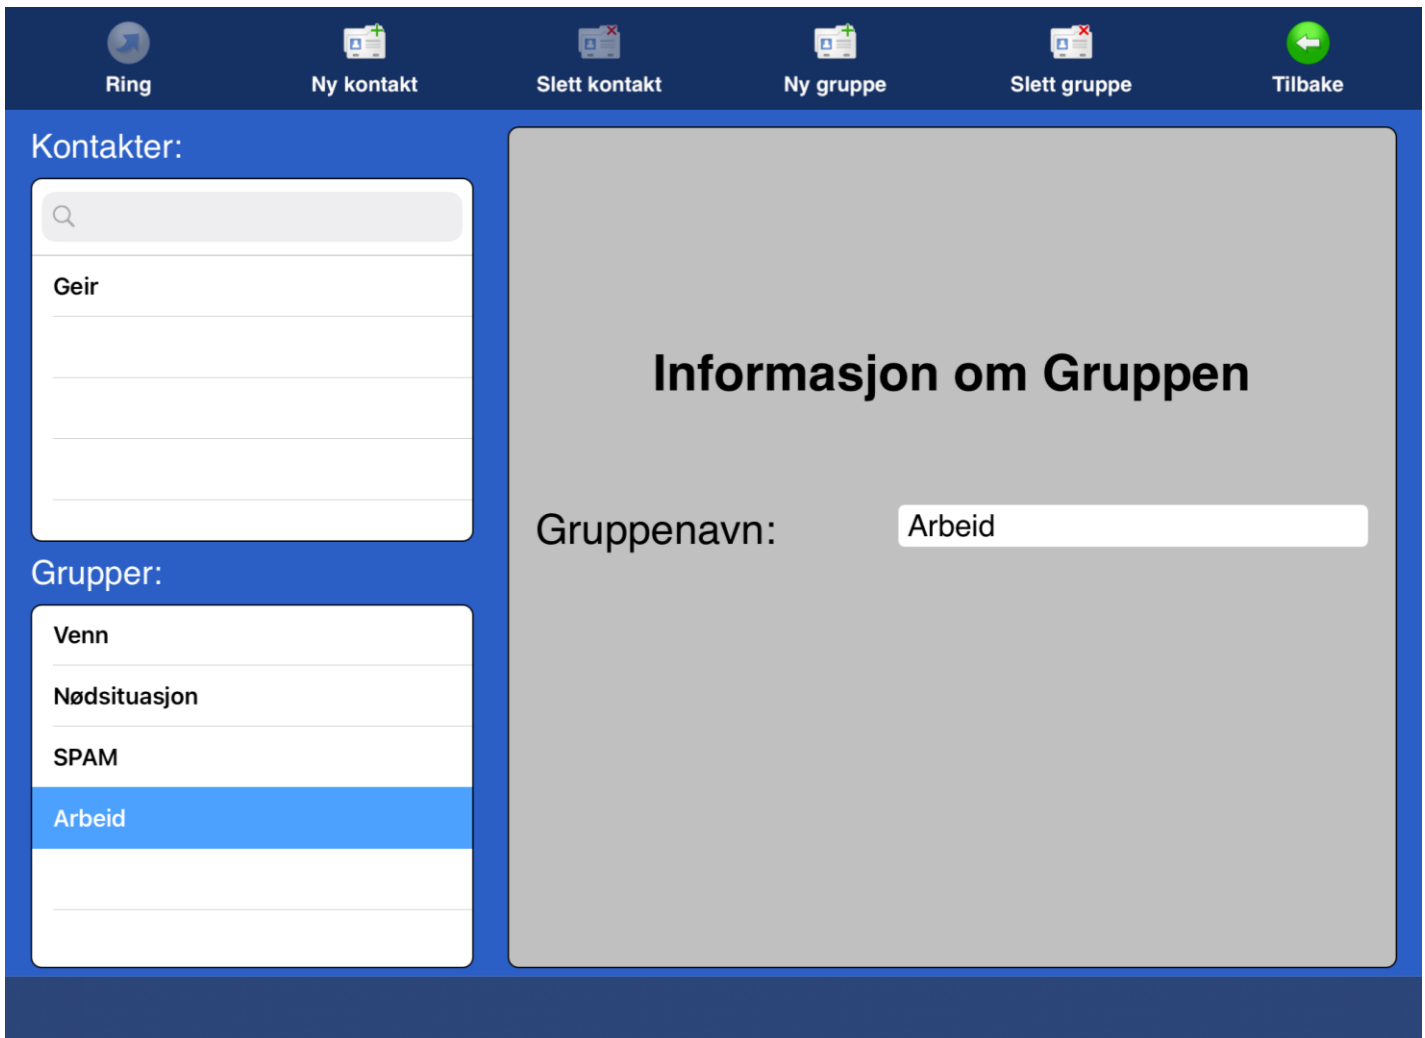 Ring
Ny kontakt
Slett kontakt
Ny gruppe
Slett gruppe
Tilbake
Kontakter:
Geir
Grupper:
Venn
Nødsituasjon
SPAM
Arbeid
Informasjon om Gruppen
Gruppenavn: Arbeid